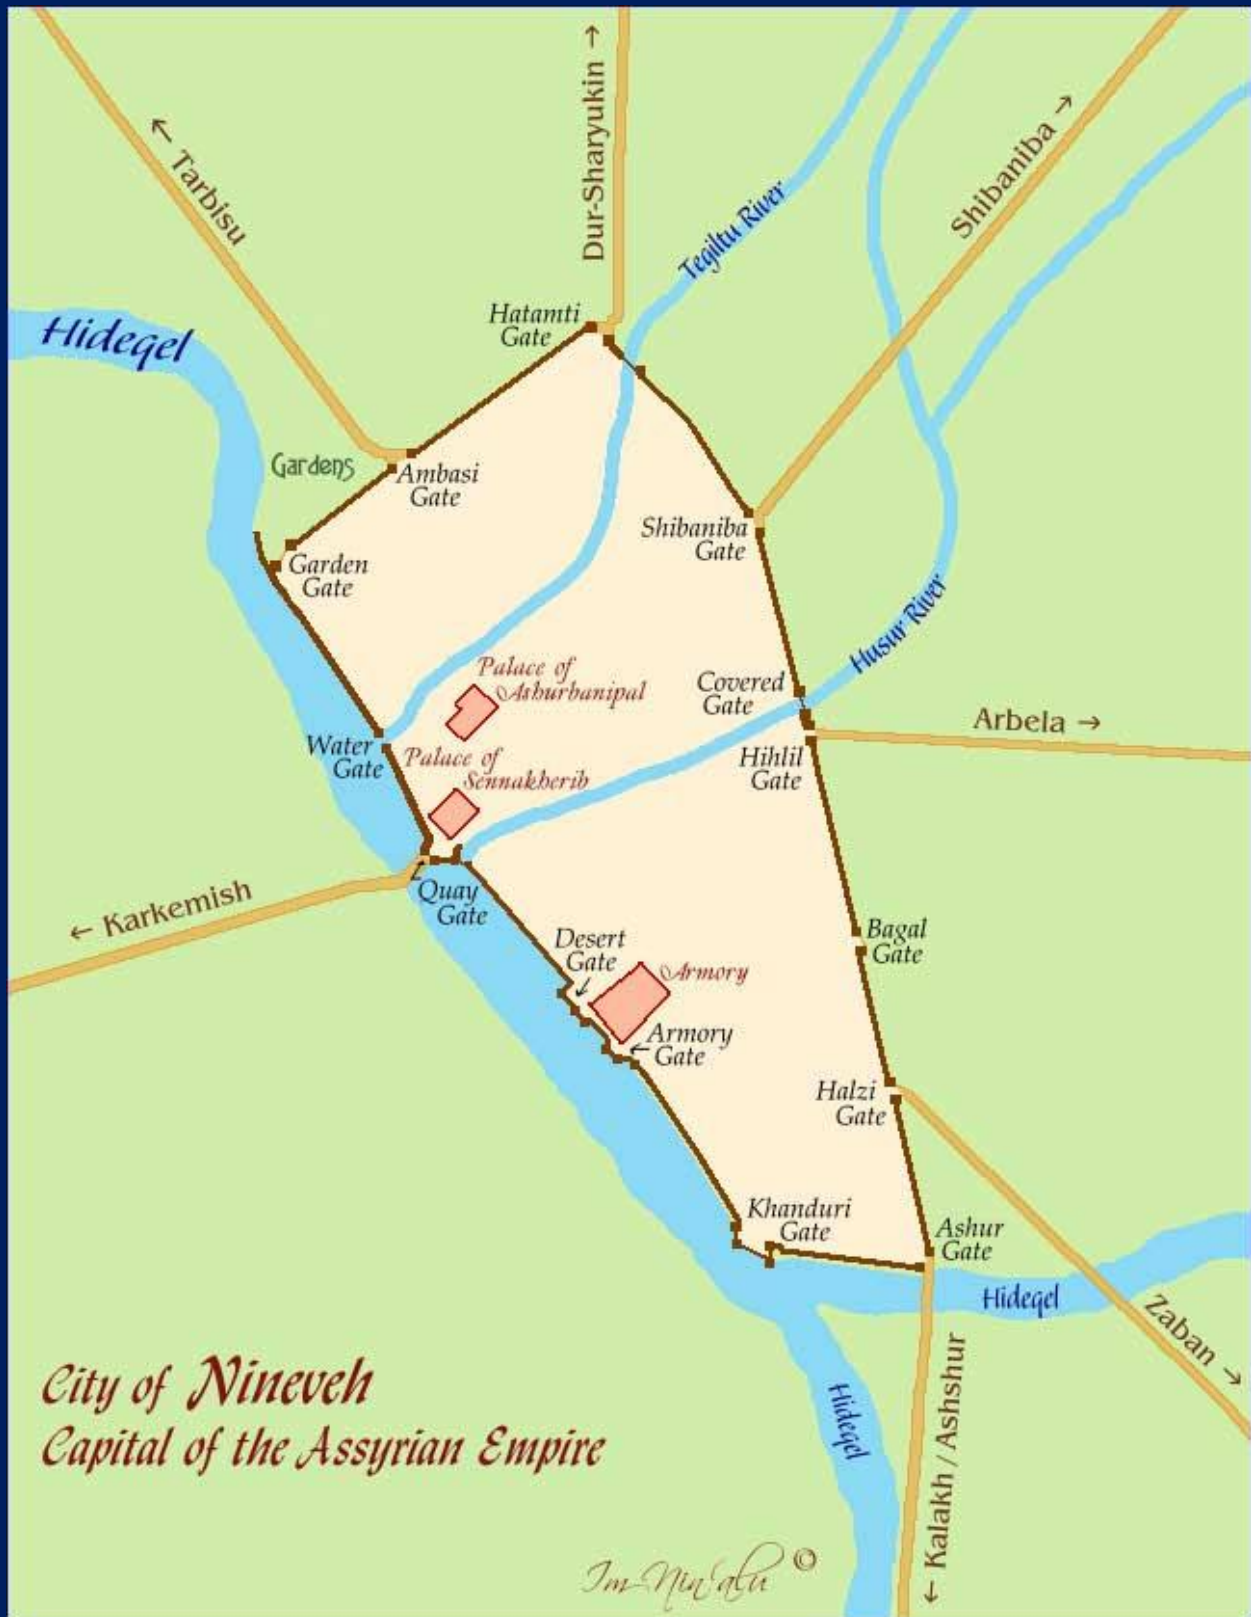 Dur-Sharyukin →
← Tarbisu
Shibaniba →
Tegiltu River
Hidegel
Hatamti
Gate
Gardens
Ambasi
Gate
Shibaniba
Gate
Garden
Gate
Husur River
Palace of
Ashurbanipal
Covered
Gate
Arbela →
Water
Gate
Palace of
Sennakherib
Hihlil
Gate
← Karkemish
Quay
Gate
Desert
Gate
Bagal
Gate
Armory
Armory
Gate
Halzi
Gate
Khanduri
Gate
Ashur
Gate
Hidegel
Zaban →
Hidegel
← Kalakh / Ashshur
City of Nineveh
Capital of the Assyrian Empire
Im Nin'alu ©